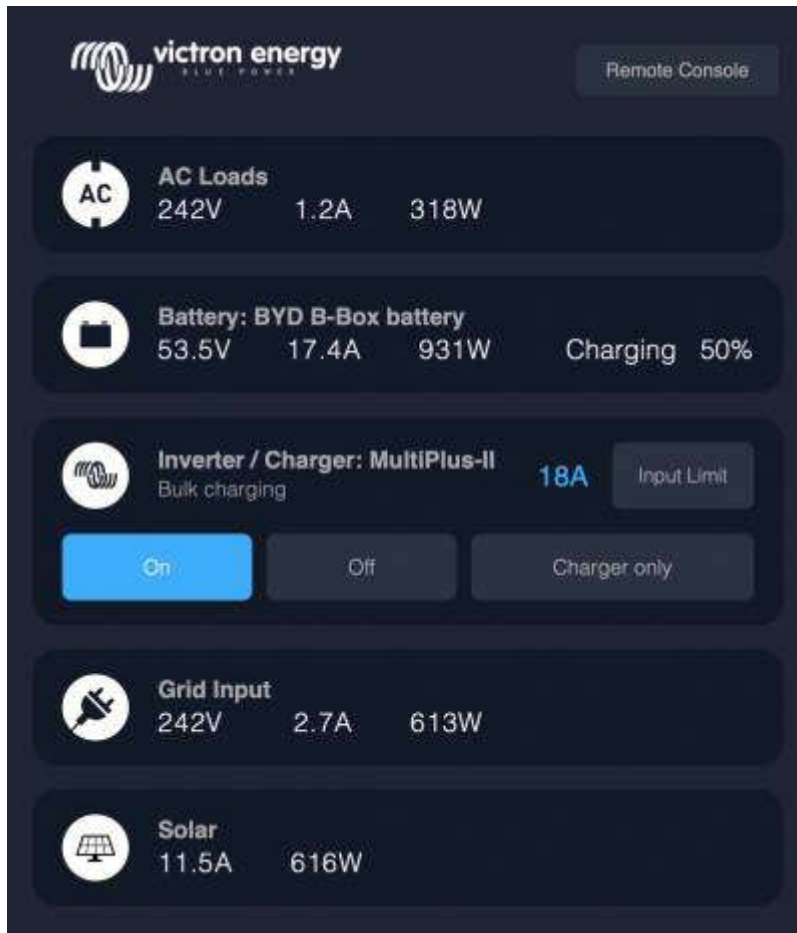 victron energy
BLUE POWER
Remote Console
AC
AC Loads
242V 1.2A 318W
Battery: BYD B-Box battery
53.5V 17.4A 931W Charging 50%
Inverter / Charger: MultiPlus-II
Bulk charging
18A Input Limit
On Off Charger only
Grid Input
242V 2.7A 613W
Solar
11.5A 616W